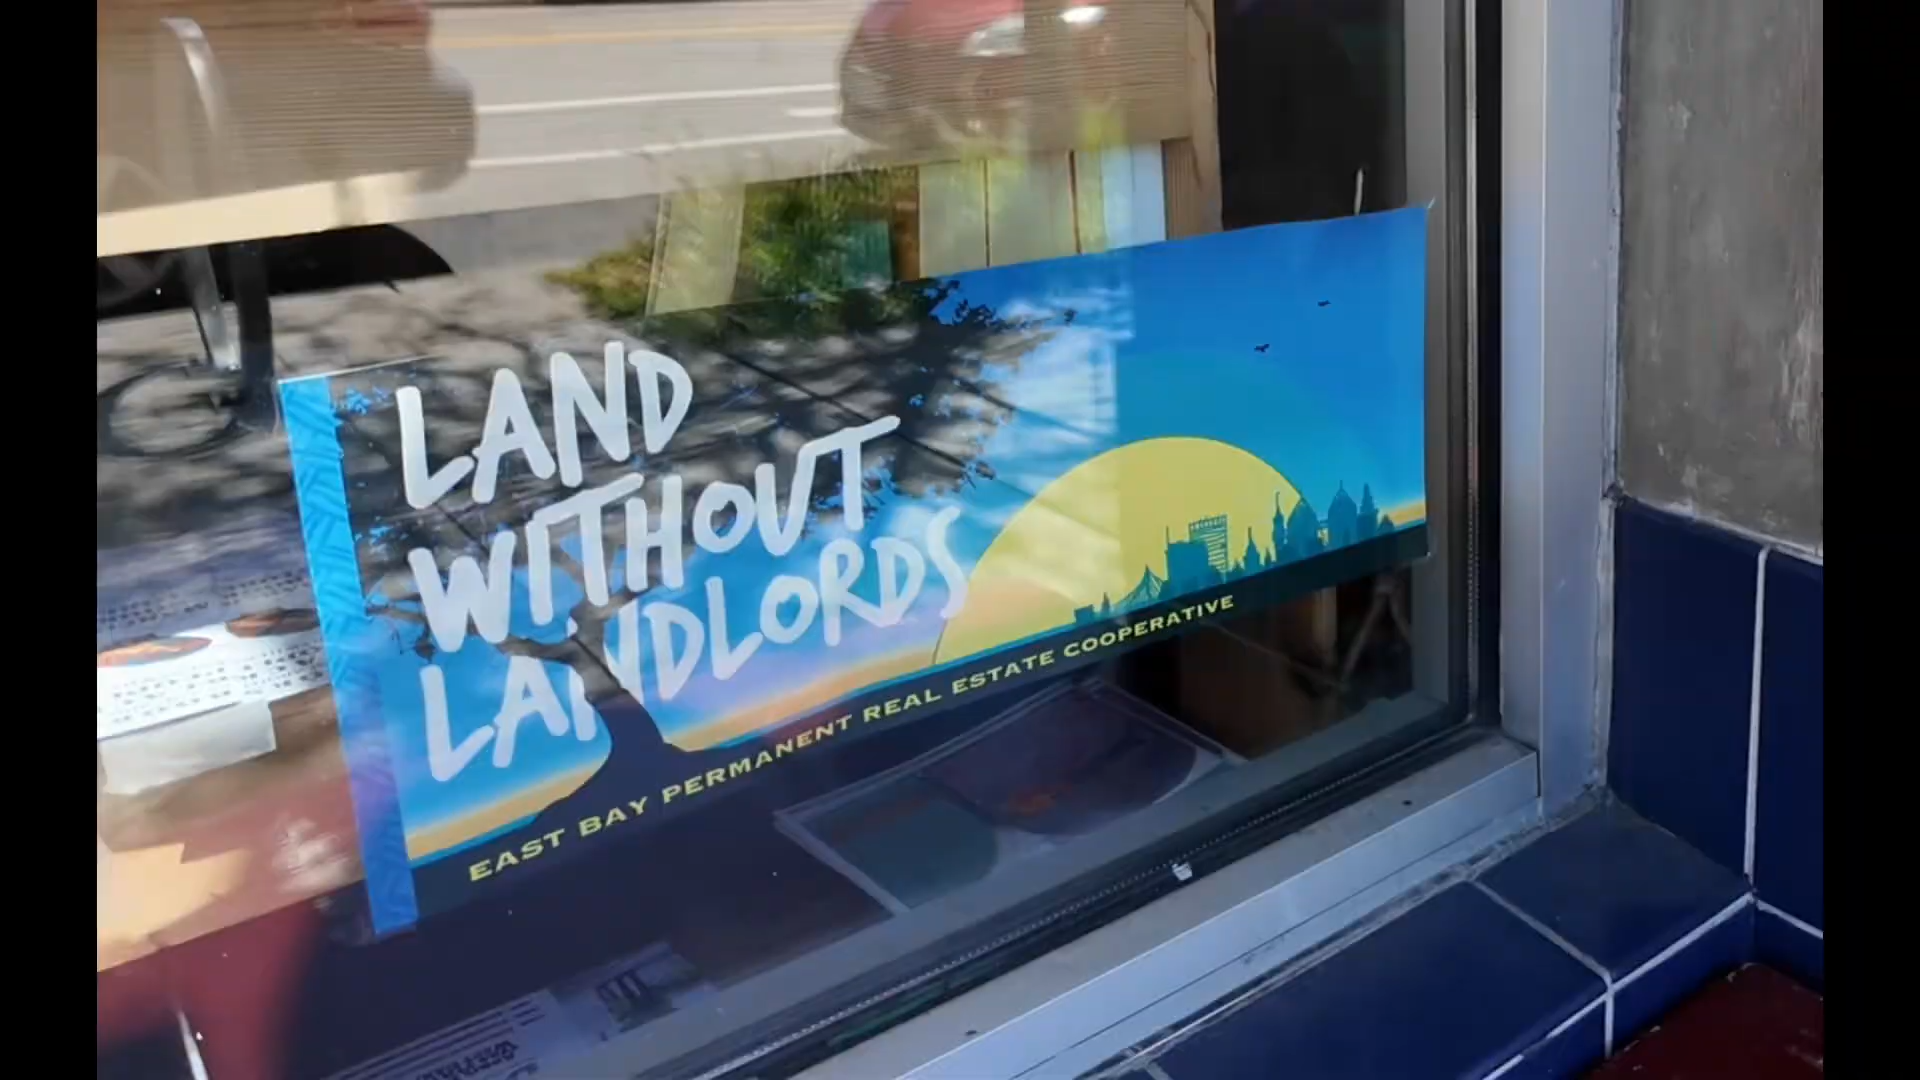 LAND
WITHOUT
LANDLORDS
EAST BAY PERMANENT REAL ESTATE COOPERATIVE